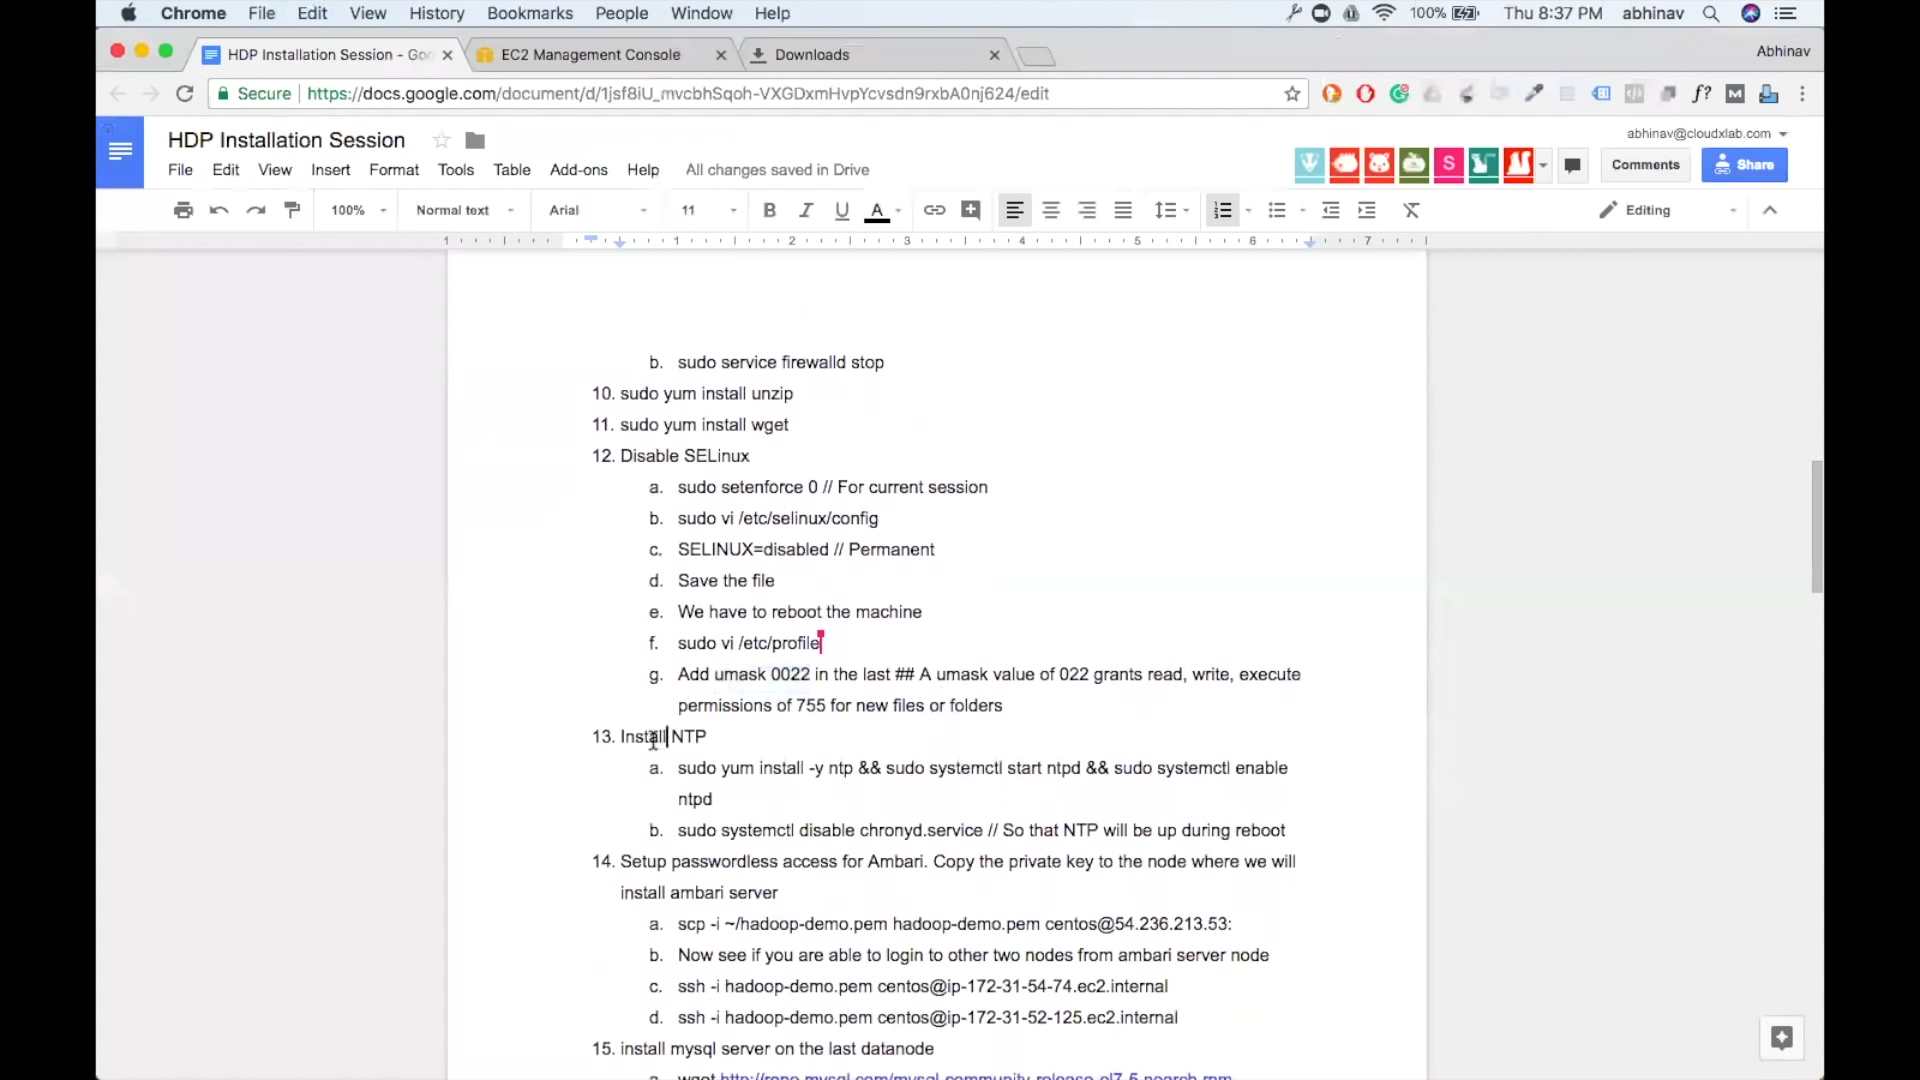 Chrome File Edit View History Bookmarks People Window Help 100% Thu 8:37 PM abhinav
HDP Installation Session - Goo EC2 Management Console Downloads Abhinav
Secure https://docs.google.com/document/d/1jsf8iU_mvcbhSqoh-VXGDxmHvpYcvsdn9rxbA0nj624/edit
HDP Installation Session abhinav@cloudxlab.com
File Edit View Insert Format Tools Table Add-ons Help All changes saved in Drive S Comments Share
100% Normal text Arial 11 B I U A Editing
1 1 2 3 4 5 6 7
b. sudo service firewalld stop
10. sudo yum install unzip
11. sudo yum install wget
12. Disable SELinux
a. sudo setenforce 0 // For current session
b. sudo vi /etc/selinux/config
c. SELINUX=disabled // Permanent
d. Save the file
e. We have to reboot the machine
f. sudo vi /etc/profile
g. Add umask 0022 in the last ## A umask value of 022 grants read, write, execute
permissions of 755 for new files or folders
13. Install NTP
a. sudo yum install -y ntp && sudo systemctl start ntpd && sudo systemctl enable
ntpd
b. sudo systemctl disable chronyd.service // So that NTP will be up during reboot
14. Setup passwordless access for Ambari. Copy the private key to the node where we will
install ambari server
a. scp -i ~/hadoop-demo.pem hadoop-demo.pem centos@54.236.213.53:
b. Now see if you are able to login to other two nodes from ambari server node
c. ssh -i hadoop-demo.pem centos@ip-172-31-54-74.ec2.internal
d. ssh -i hadoop-demo.pem centos@ip-172-31-52-125.ec2.internal
15. install mysql server on the last datanode
a. wget http://repo.mysql.com/mysql-community-release-el7-5.noarch.rpm